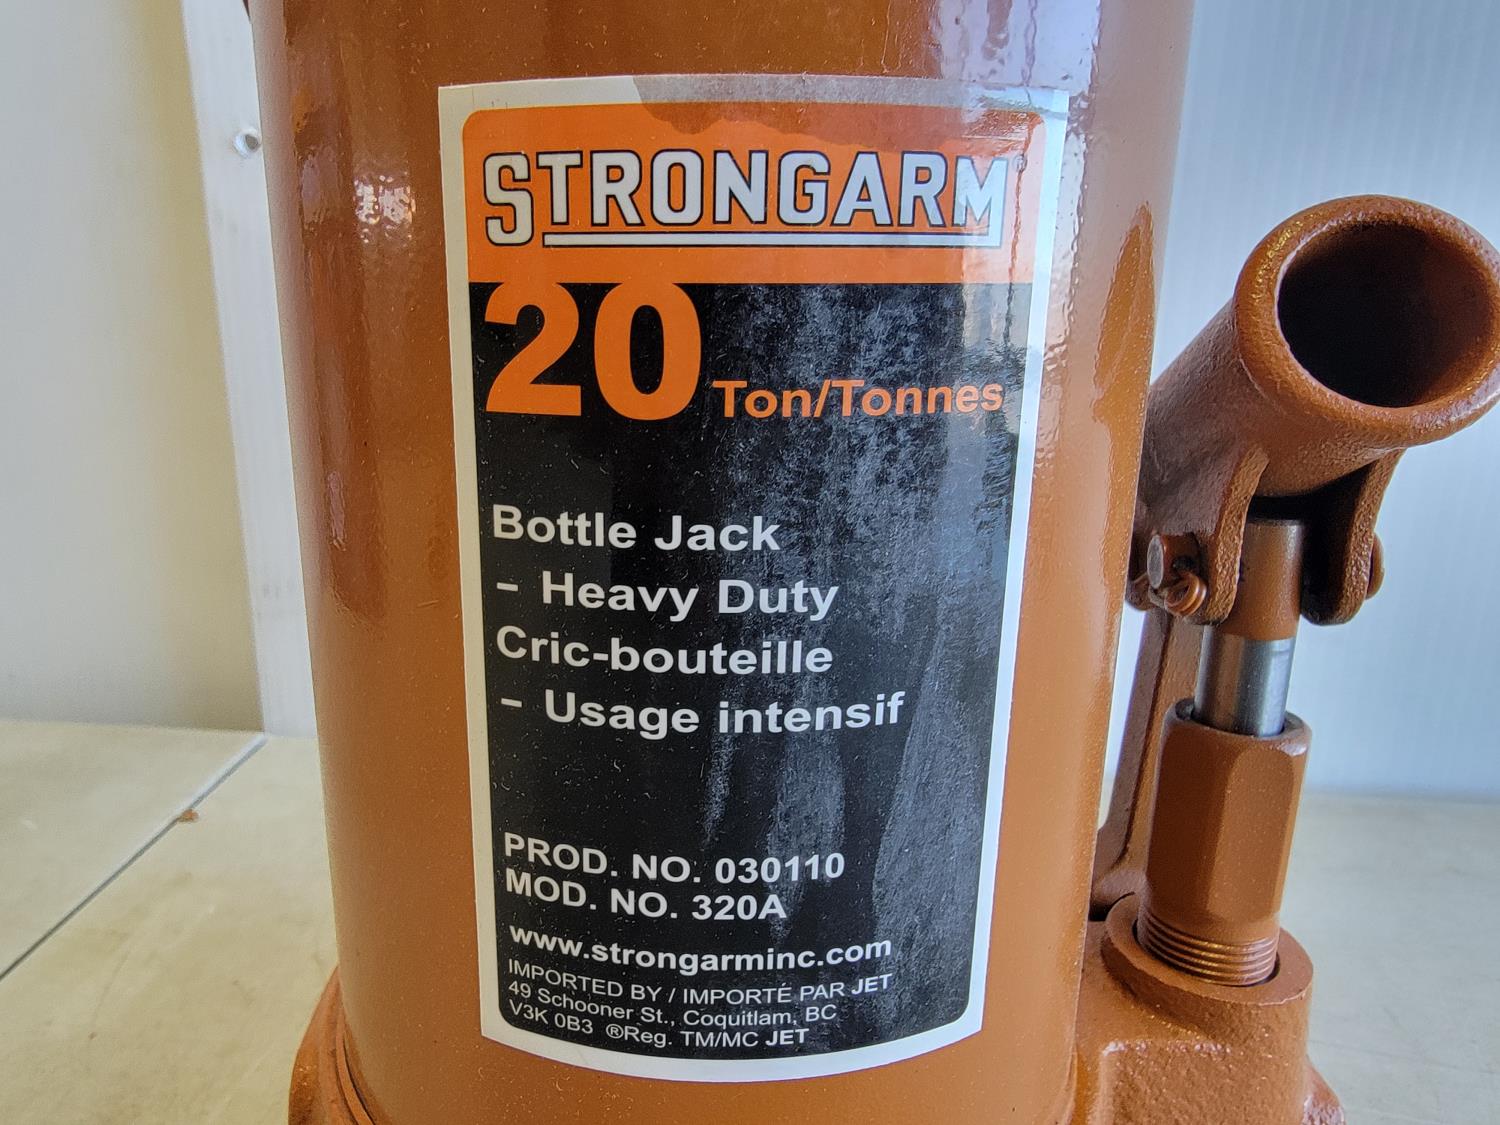 STRONGARM®
20 Ton/Tonnes
Bottle Jack
- Heavy Duty
Cric-bouteille
- Usage intensif
PROD. NO. 030110
MOD. NO. 320A
www.strongarminc.com
IMPORTED BY / IMPORTÉ PAR JET
49 Schooner St., Coquitlam, BC
V3K 0B3 ®Reg. TM/MC JET